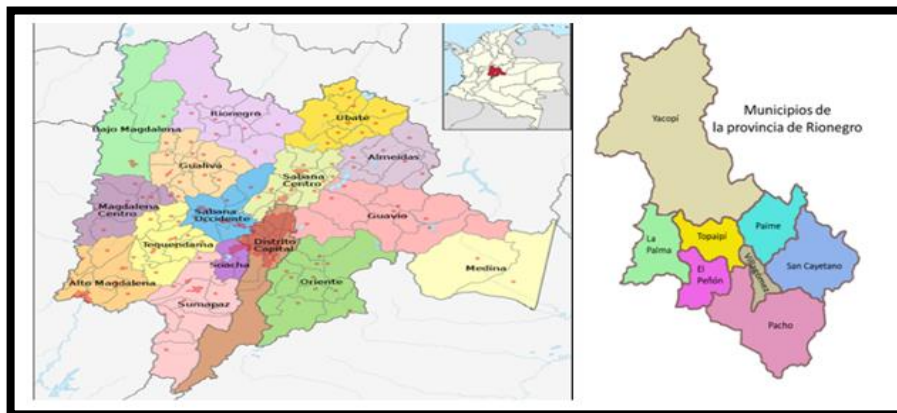 Rionegro
Ubaté
Bajo Magdalena
Almeidas
Gualivá
Sabana
Centro
Magdalena
Centro
Sabana
Occidente
Guavio
Tequendama
Distrito
Capital
Soacha
Medina
Alto Magdalena
Oriente
Sumapaz
Municipios de
la provincia de Rionegro
Yacopí
Paime
La
Palma
Topaipí
San Cayetano
El
Peñón
Villagómez
Pacho